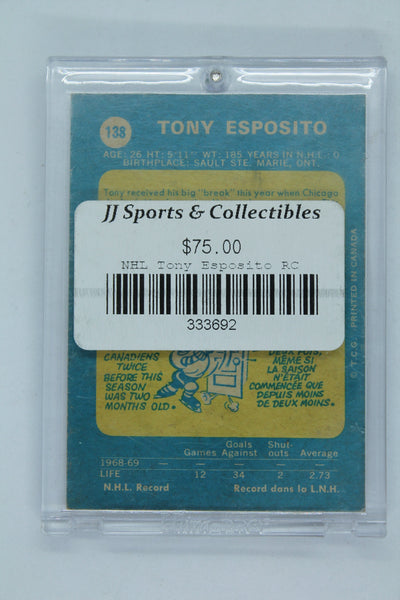 138
TONY ESPOSITO
AGE: 26 HT: 5'11" WT: 185 YEARS IN N.H.L. 0
BIRTHPLACE: SAULT STE. MARIE, ONT.
Tony received his big "break" this year when Chicago
JJ Sports & Collectibles
$75.00
NHL Tony Esposito RC
333692
CANADIENS
TWICE
BEFORE THIS
SEASON
WAS TWO
MONTHS OLD.
DEUX FOIS,
MÊME SI
LA SAISON
N'ÉTAIT
COMMENCÉE QUE
DEPUIS MOINS
DE DEUX MOIS.
© T.C.G. PRINTED IN CANADA
Games Goals Against Shut-outs Average
1968-69 — — — —
LIFE 12 34 2 2.73
N.H.L. Record Record dans la L.N.H.